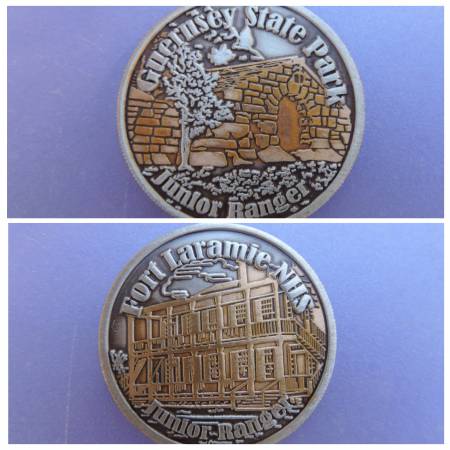 Guernsey State Park
Junior Ranger
Fort Laramie NHS
Junior Ranger